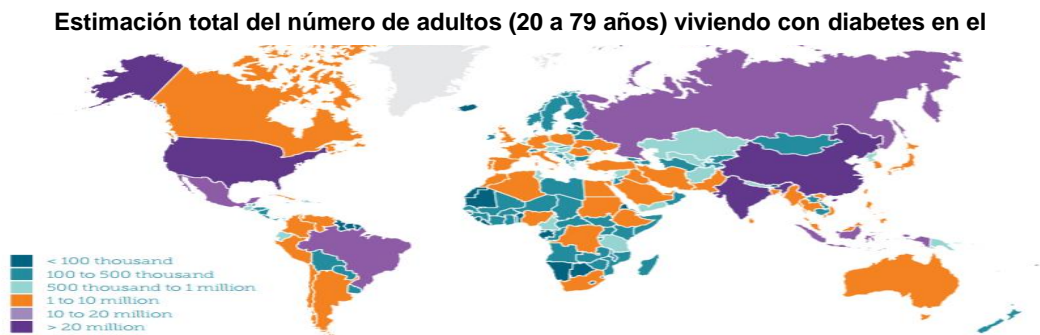 Estimación total del número de adultos (20 a 79 años) viviendo con diabetes en el
< 100 thousand
100 to 500 thousand
500 thousand to 1 million
1 to 10 million
10 to 20 million
> 20 million